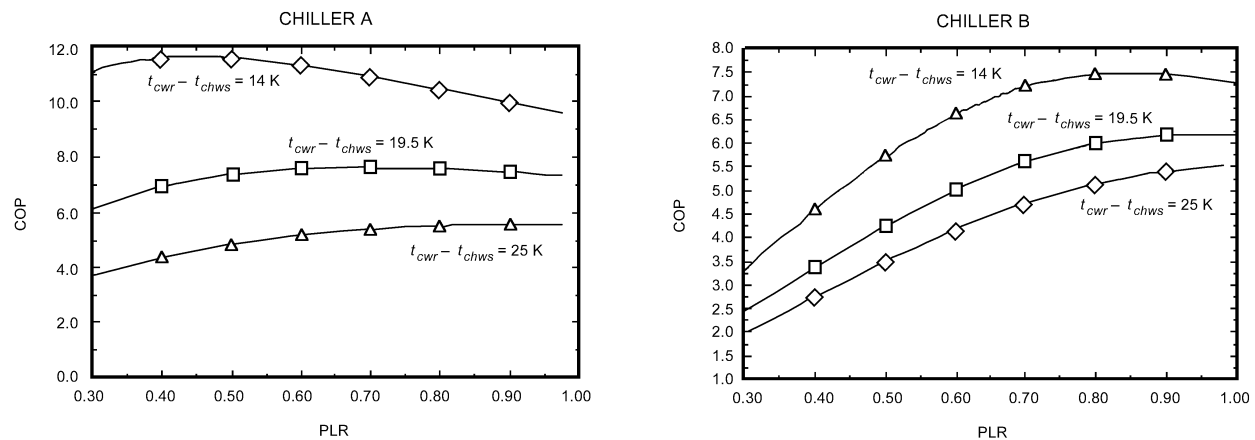 CHILLER A
12.0
10.0
8.0
6.0
4.0
2.0
0.0
COP
t_cwr – t_chws = 14 K
t_cwr – t_chws = 19.5 K
t_cwr – t_chws = 25 K
0.30 0.40 0.50 0.60 0.70 0.80 0.90 1.00
PLR
CHILLER B
8.0
7.5
7.0
6.5
6.0
5.5
5.0
4.5
4.0
3.5
3.0
2.5
2.0
1.5
1.0
COP
t_cwr – t_chws = 14 K
t_cwr – t_chws = 19.5 K
t_cwr – t_chws = 25 K
0.30 0.40 0.50 0.60 0.70 0.80 0.90 1.00
PLR